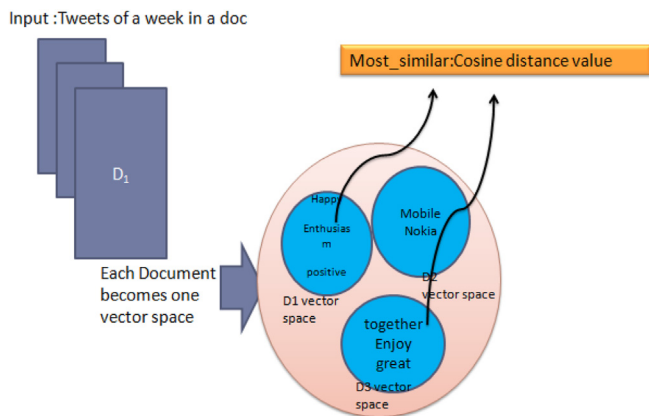 Input :Tweets of a week in a doc
Most_similar:Cosine distance value
D1
Each Document
becomes one
vector space
Happy
Enthusias
m
positive
D1 vector
space
Mobile
Nokia
D2
vector space
together
Enjoy
great
D3 vector
space